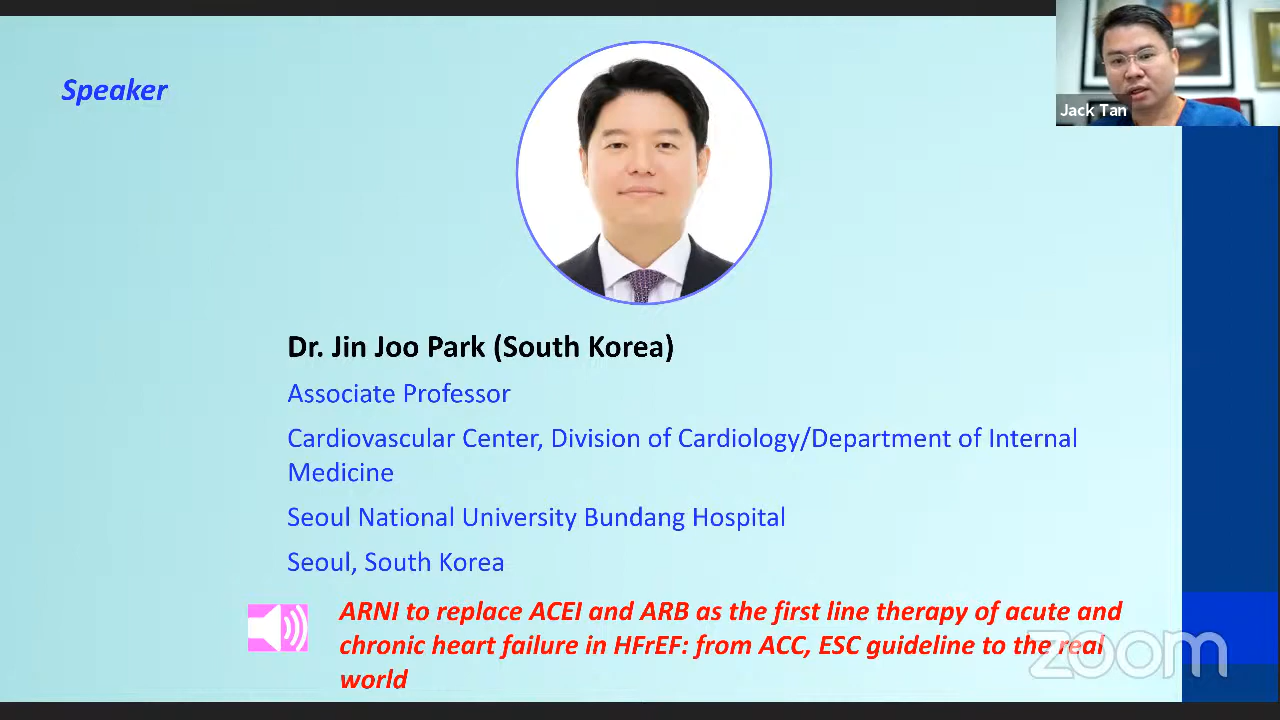 Speaker
Jack Tan
Dr. Jin Joo Park (South Korea)
Associate Professor
Cardiovascular Center, Division of Cardiology/Department of Internal
Medicine
Seoul National University Bundang Hospital
Seoul, South Korea
ARNI to replace ACEI and ARB as the first line therapy of acute and
chronic heart failure in HFrEF: from ACC, ESC guideline to the real
world
zoom